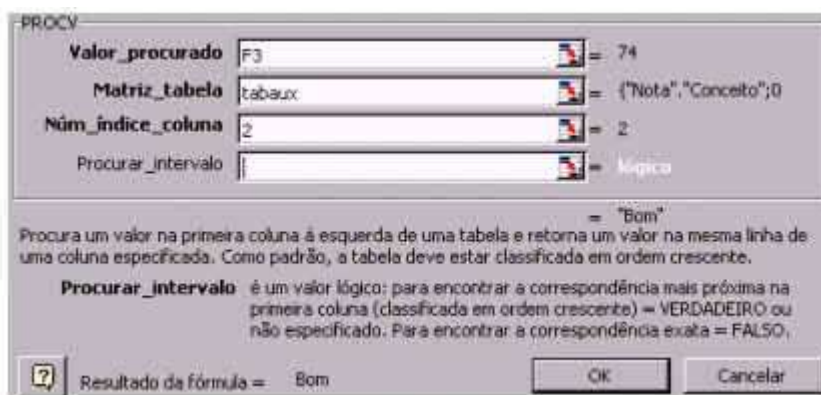 PROCV
Valor_procurado F3 = 74
Matriz_tabela tabaux = {"Nota"."Conceito";0
Núm_índice_coluna 2 = 2
Procurar_intervalo = lógico
= "Bom"
Procura um valor na primeira coluna á esquerda de uma tabela e retorna um valor na mesma linha de
uma coluna especificada. Como padrão, a tabela deve estar classificada em ordem crescente.
Procurar_intervalo é um valor lógico: para encontrar a correspondência mais próxima na
primeira coluna (classificada em ordem crescente) = VERDADEIRO ou
não especificado. Para encontrar a correspondência exata = FALSO.
? Resultado da fórmula = Bom OK Cancelar